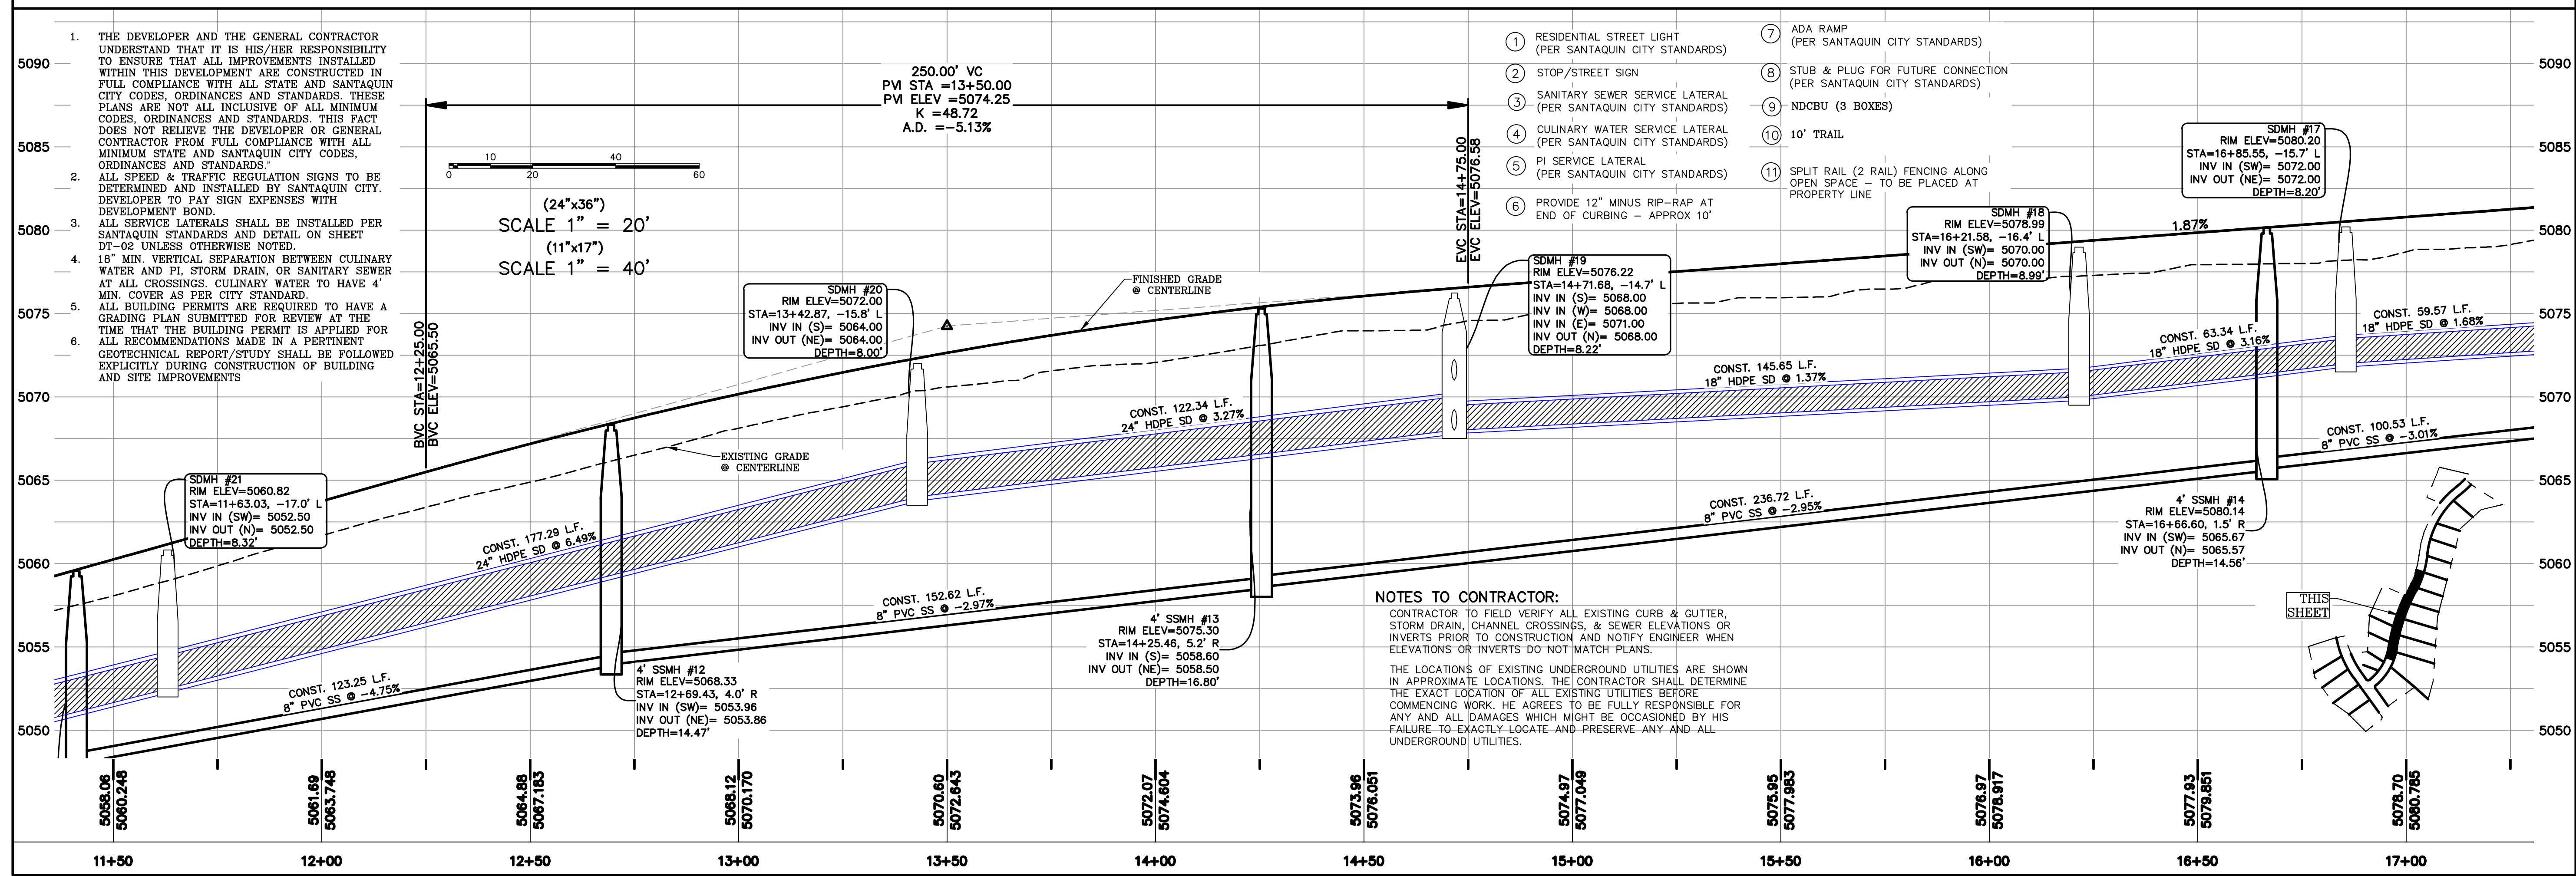 1. THE DEVELOPER AND THE GENERAL CONTRACTOR
UNDERSTAND THAT IT IS HIS/HER RESPONSIBILITY
TO ENSURE THAT ALL IMPROVEMENTS INSTALLED
WITHIN THIS DEVELOPMENT ARE CONSTRUCTED IN
FULL COMPLIANCE WITH ALL STATE AND SANTAQUIN
CITY CODES, ORDINANCES AND STANDARDS. THESE
PLANS ARE NOT ALL INCLUSIVE OF ALL MINIMUM
CODES, ORDINANCES AND STANDARDS. THIS FACT
DOES NOT RELIEVE THE DEVELOPER OR GENERAL
CONTRACTOR FROM FULL COMPLIANCE WITH ALL
MINIMUM STATE AND SANTAQUIN CITY CODES,
ORDINANCES AND STANDARDS."
2. ALL SPEED & TRAFFIC REGULATION SIGNS TO BE
DETERMINED AND INSTALLED BY SANTAQUIN CITY.
DEVELOPER TO PAY SIGN EXPENSES WITH
DEVELOPMENT BOND.
3. ALL SERVICE LATERALS SHALL BE INSTALLED PER
SANTAQUIN STANDARDS AND DETAIL ON SHEET
DT-02 UNLESS OTHERWISE NOTED.
4. 18" MIN. VERTICAL SEPARATION BETWEEN CULINARY
WATER AND PI, STORM DRAIN, OR SANITARY SEWER
AT ALL CROSSINGS. CULINARY WATER TO HAVE 4'
MIN. COVER AS PER CITY STANDARD.
5. ALL BUILDING PERMITS ARE REQUIRED TO HAVE A
GRADING PLAN SUBMITTED FOR REVIEW AT THE
TIME THAT THE BUILDING PERMIT IS APPLIED FOR
6. ALL RECOMMENDATIONS MADE IN A PERTINENT
GEOTECHNICAL REPORT/STUDY SHALL BE FOLLOWED
EXPLICITLY DURING CONSTRUCTION OF BUILDING
AND SITE IMPROVEMENTS
5090
5085
5080
5075
5070
5065
5060
5055
5050
BVC STA=12+25.00
BVC ELEV=5065.50
250.00' VC
PVI STA =13+50.00
PVI ELEV =5074.25
K =48.72
A.D. =-5.13%
10 40
0 20 60
(24"x36")
SCALE 1" = 20'
(11"x17")
SCALE 1" = 40'
EVC STA=14+75.00
EVC ELEV=5076.58
1 RESIDENTIAL STREET LIGHT
(PER SANTAQUIN CITY STANDARDS)
2 STOP/STREET SIGN
3 SANITARY SEWER SERVICE LATERAL
(PER SANTAQUIN CITY STANDARDS)
4 CULINARY WATER SERVICE LATERAL
(PER SANTAQUIN CITY STANDARDS)
5 PI SERVICE LATERAL
(PER SANTAQUIN CITY STANDARDS)
6 PROVIDE 12" MINUS RIP-RAP AT
END OF CURBING - APPROX 10'
7 ADA RAMP
(PER SANTAQUIN CITY STANDARDS)
8 STUB & PLUG FOR FUTURE CONNECTION
(PER SANTAQUIN CITY STANDARDS)
9 NDCBU (3 BOXES)
10 10' TRAIL
11 SPLIT RAIL (2 RAIL) FENCING ALONG
OPEN SPACE - TO BE PLACED AT
PROPERTY LINE
SDMH #21
RIM ELEV=5060.82
STA=11+63.03, -17.0' L
INV IN (SW)= 5052.50
INV OUT (N)= 5052.50
DEPTH=8.32'
SDMH #20
RIM ELEV=5072.00
STA=13+42.87, -15.8' L
INV IN (S)= 5064.00
INV OUT (NE)= 5064.00
DEPTH=8.00'
FINISHED GRADE
@ CENTERLINE
EXISTING GRADE
@ CENTERLINE
SDMH #19
RIM ELEV=5076.22
STA=14+71.68, -14.7' L
INV IN (S)= 5068.00
INV IN (W)= 5068.00
INV IN (E)= 5071.00
INV OUT (N)= 5068.00
DEPTH=8.22'
SDMH #18
RIM ELEV=5078.99
STA=16+21.58, -16.4' L
INV IN (SW)= 5070.00
INV OUT (N)= 5070.00
DEPTH=8.99'
SDMH #17
RIM ELEV=5080.20
STA=16+85.55, -15.7' L
INV IN (SW)= 5072.00
INV OUT (NE)= 5072.00
DEPTH=8.20'
1.87%
CONST. 177.29 L.F.
24" HDPE SD @ 6.49%
CONST. 122.34 L.F.
24" HDPE SD @ 3.27%
CONST. 145.65 L.F.
18" HDPE SD @ 1.37%
CONST. 63.34 L.F.
18" HDPE SD @ 3.16%
CONST. 59.57 L.F.
18" HDPE SD @ 1.68%
CONST. 123.25 L.F.
8" PVC SS @ -4.75%
CONST. 152.62 L.F.
8" PVC SS @ -2.97%
CONST. 236.72 L.F.
8" PVC SS @ -2.95%
CONST. 100.53 L.F.
8" PVC SS @ -3.01%
4' SSMH #12
RIM ELEV=5068.33
STA=12+69.43, 4.0' R
INV IN (SW)= 5053.96
INV OUT (NE)= 5053.86
DEPTH=14.47'
4' SSMH #13
RIM ELEV=5075.30
STA=14+25.46, 5.2' R
INV IN (S)= 5058.60
INV OUT (NE)= 5058.50
DEPTH=16.80'
4' SSMH #14
RIM ELEV=5080.14
STA=16+66.60, 1.5' R
INV IN (SW)= 5065.67
INV OUT (N)= 5065.57
DEPTH=14.56'
NOTES TO CONTRACTOR:
CONTRACTOR TO FIELD VERIFY ALL EXISTING CURB & GUTTER,
STORM DRAIN, CHANNEL CROSSINGS, & SEWER ELEVATIONS OR
INVERTS PRIOR TO CONSTRUCTION AND NOTIFY ENGINEER WHEN
ELEVATIONS OR INVERTS DO NOT MATCH PLANS.
THE LOCATIONS OF EXISTING UNDERGROUND UTILITIES ARE SHOWN
IN APPROXIMATE LOCATIONS. THE CONTRACTOR SHALL DETERMINE
THE EXACT LOCATION OF ALL EXISTING UTILITIES BEFORE
COMMENCING WORK. HE AGREES TO BE FULLY RESPONSIBLE FOR
ANY AND ALL DAMAGES WHICH MIGHT BE OCCASIONED BY HIS
FAILURE TO EXACTLY LOCATE AND PRESERVE ANY AND ALL
UNDERGROUND UTILITIES.
THIS
SHEET
5090
5085
5080
5075
5070
5065
5060
5055
5050
5058.06
5060.248
5061.69
5063.748
5064.88
5067.183
5068.12
5070.170
5070.60
5072.643
5072.07
5074.604
5073.96
5076.051
5074.97
5077.049
5075.95
5077.983
5076.97
5078.917
5077.93
5079.851
5078.70
5080.785
11+50 12+00 12+50 13+00 13+50 14+00 14+50 15+00 15+50 16+00 16+50 17+00